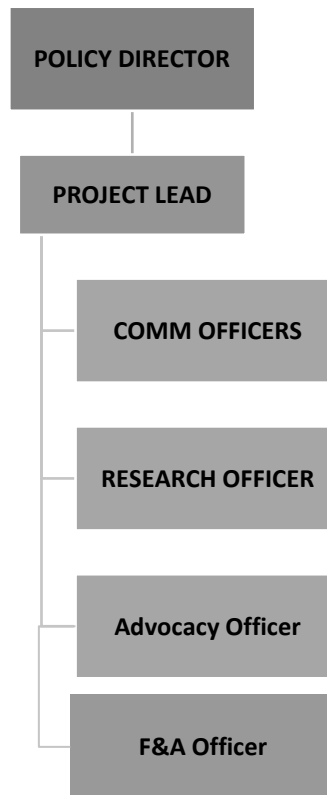 POLICY DIRECTOR
PROJECT LEAD
COMM OFFICERS
RESEARCH OFFICER
Advocacy Officer
F&A Officer